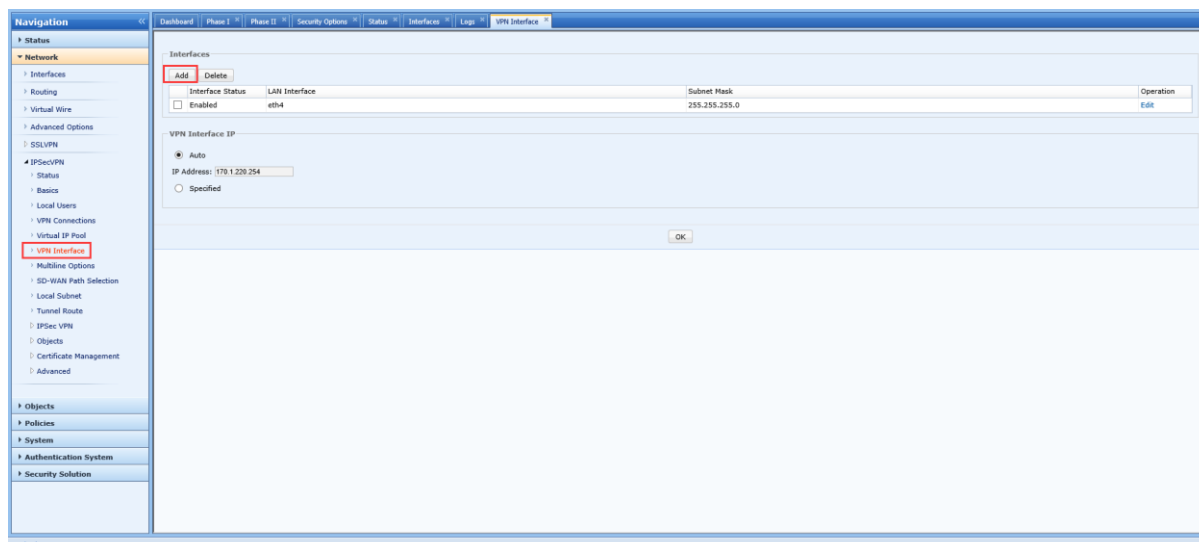 Navigation
Dashboard Phase I Phase II Security Options Status Interfaces Logs VPN Interface
Status
Network
Interfaces
Routing
Virtual Wire
Advanced Options
SSLVPN
IPSecVPN
Status
Basics
Local Users
VPN Connections
Virtual IP Pool
VPN Interface
Multiline Options
SD-WAN Path Selection
Local Subnet
Tunnel Route
IPSec VPN
Objects
Certificate Management
Advanced
Objects
Policies
System
Authentication System
Security Solution
Interfaces
Add Delete
Interface Status LAN Interface Subnet Mask Operation
Enabled eth4 255.255.255.0 Edit
VPN Interface IP
Auto
IP Address: 170.1.220.254
Specified
OK